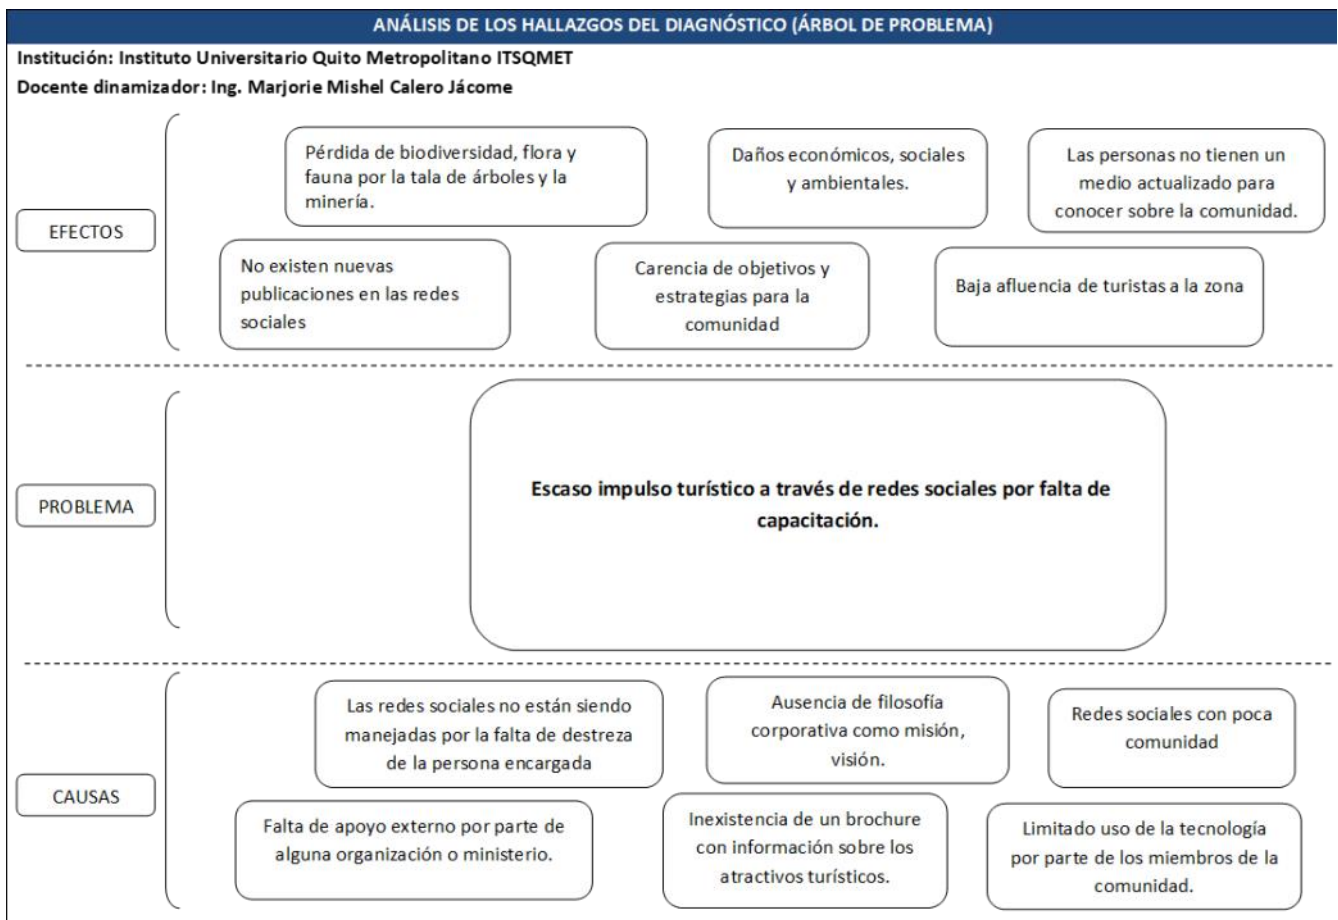 ANÁLISIS DE LOS HALLAZGOS DEL DIAGNÓSTICO (ÁRBOL DE PROBLEMA)
Institución: Instituto Universitario Quito Metropolitano ITSQMET
Docente dinamizador: Ing. Marjorie Mishel Calero Jácome
EFECTOS
Pérdida de biodiversidad, flora y
fauna por la tala de árboles y la
minería.
Daños económicos, sociales
y ambientales.
Las personas no tienen un
medio actualizado para
conocer sobre la comunidad.
No existen nuevas
publicaciones en las redes
sociales
Carencia de objetivos y
estrategias para la
comunidad
Baja afluencia de turistas a la zona
PROBLEMA
Escaso impulso turístico a través de redes sociales por falta de
capacitación.
CAUSAS
Las redes sociales no están siendo
manejadas por la falta de destreza
de la persona encargada
Ausencia de filosofía
corporativa como misión,
visión.
Redes sociales con poca
comunidad
Falta de apoyo externo por parte de
alguna organización o ministerio.
Inexistencia de un brochure
con información sobre los
atractivos turísticos.
Limitado uso de la tecnología
por parte de los miembros de la
comunidad.